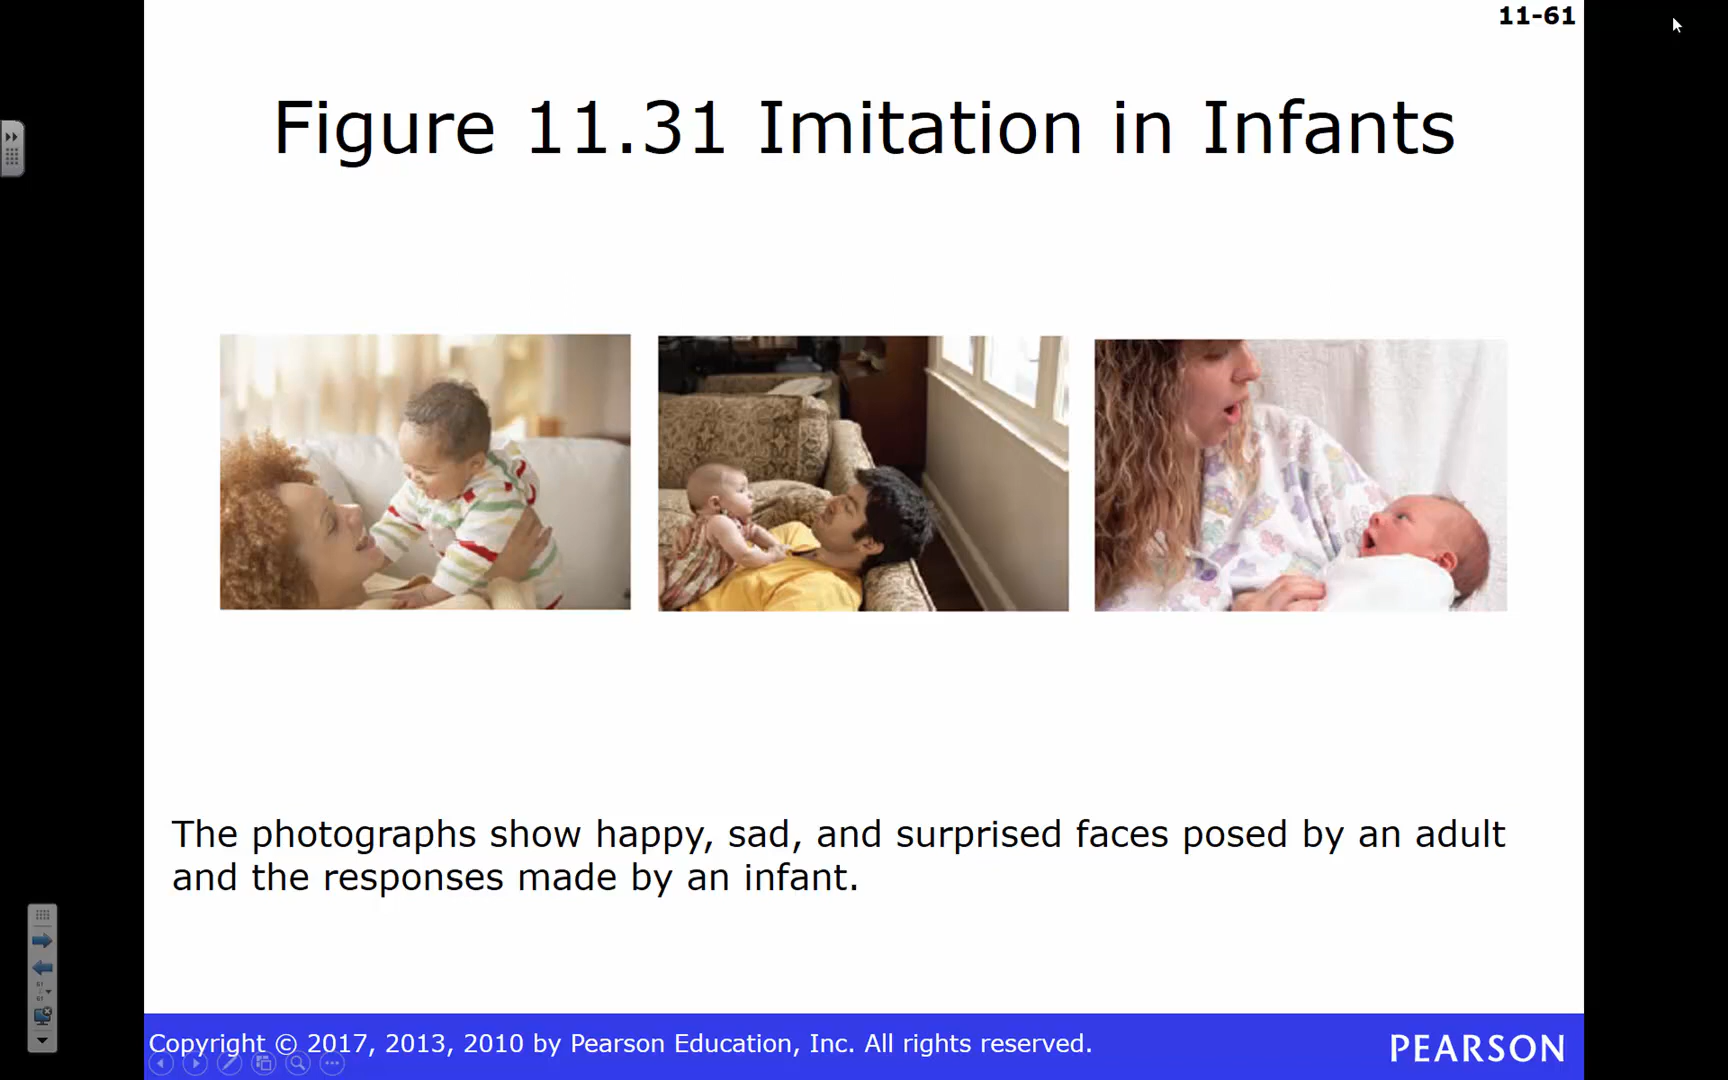 11-61
Figure 11.31 Imitation in Infants
The photographs show happy, sad, and surprised faces posed by an adult
and the responses made by an infant.
Copyright © 2017, 2013, 2010 by Pearson Education, Inc. All rights reserved.
PEARSON